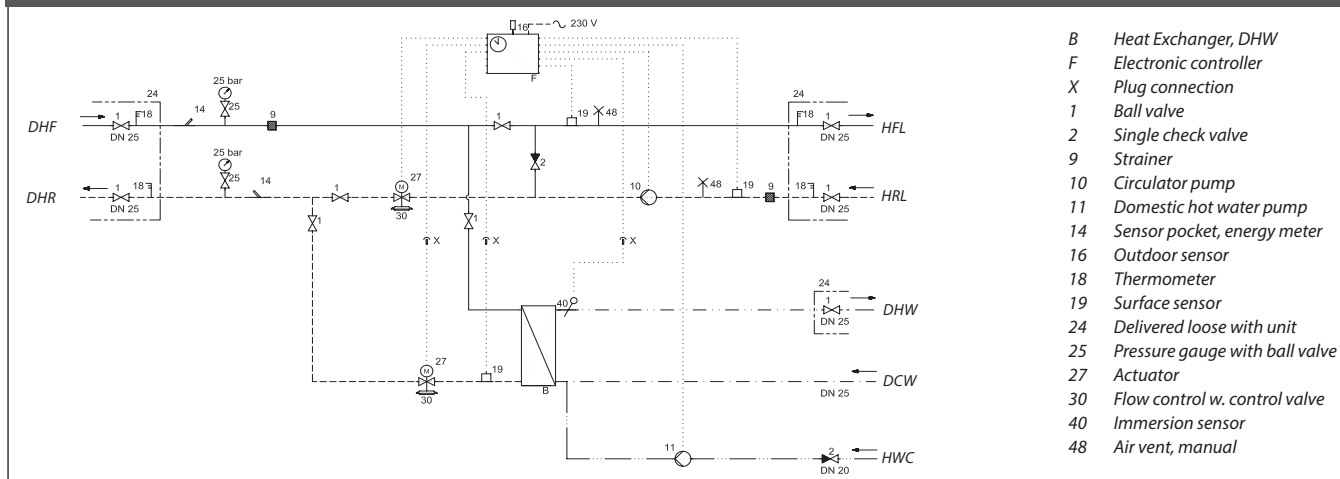 16
230 V
F
24
25 bar
14
25
9
1
18
DN 25
DHF
1
19
48
24
18
1
DN 25
HFL
25 bar
25
14
2
18
1
DN 25
DHR
1
27
M
30
10
48
19
9
18
1
DN 25
HRL
1
1
X
X
X
40
24
1
DN 25
DHW
27
M
30
19
B
DN 25
DCW
11
2
DN 20
HWC
B Heat Exchanger, DHW
F Electronic controller
X Plug connection
1 Ball valve
2 Single check valve
9 Strainer
10 Circulator pump
11 Domestic hot water pump
14 Sensor pocket, energy meter
16 Outdoor sensor
18 Thermometer
19 Surface sensor
24 Delivered loose with unit
25 Pressure gauge with ball valve
27 Actuator
30 Flow control w. control valve
40 Immersion sensor
48 Air vent, manual